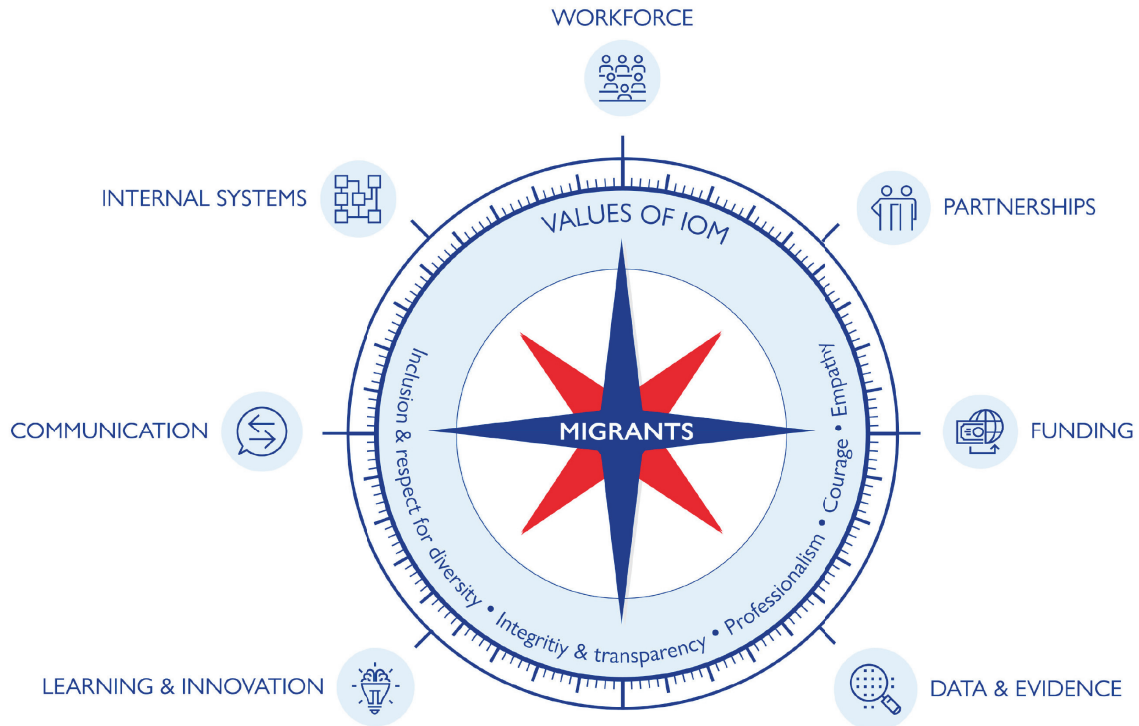 WORKFORCE
INTERNAL SYSTEMS
PARTNERSHIPS
VALUES OF IOM
COMMUNICATION
MIGRANTS
FUNDING
Inclusion & respect for diversity • Integritiy & transparency • Professionalism • Courage • Empathy
LEARNING & INNOVATION
DATA & EVIDENCE